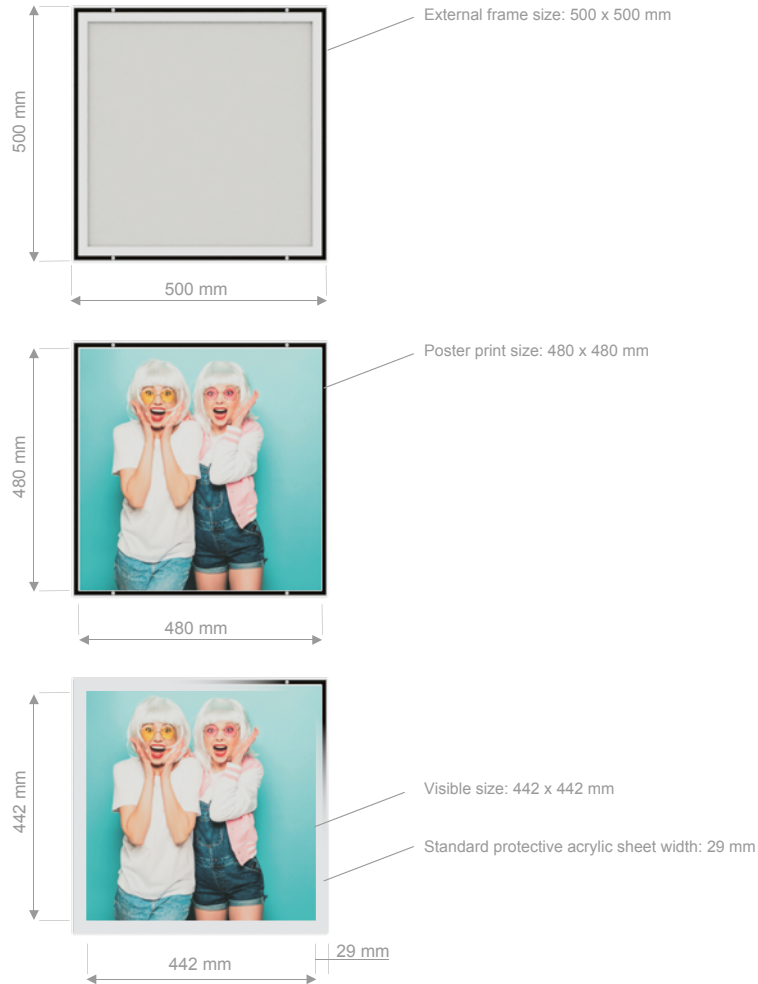 External frame size: 500 x 500 mm
500 mm
500 mm
Poster print size: 480 x 480 mm
480 mm
480 mm
442 mm
Visible size: 442 x 442 mm
Standard protective acrylic sheet width: 29 mm
29 mm
442 mm